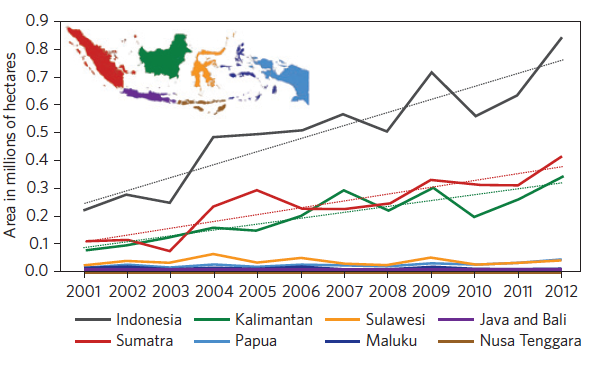 0.9
0.8
0.7
0.6
0.5
0.4
0.3
0.2
0.1
0.0
Area in millions of hectares
2001 2002 2003 2004 2005 2006 2007 2008 2009 2010 2011 2012
Indonesia Kalimantan Sulawesi Java and Bali
Sumatra Papua Maluku Nusa Tenggara